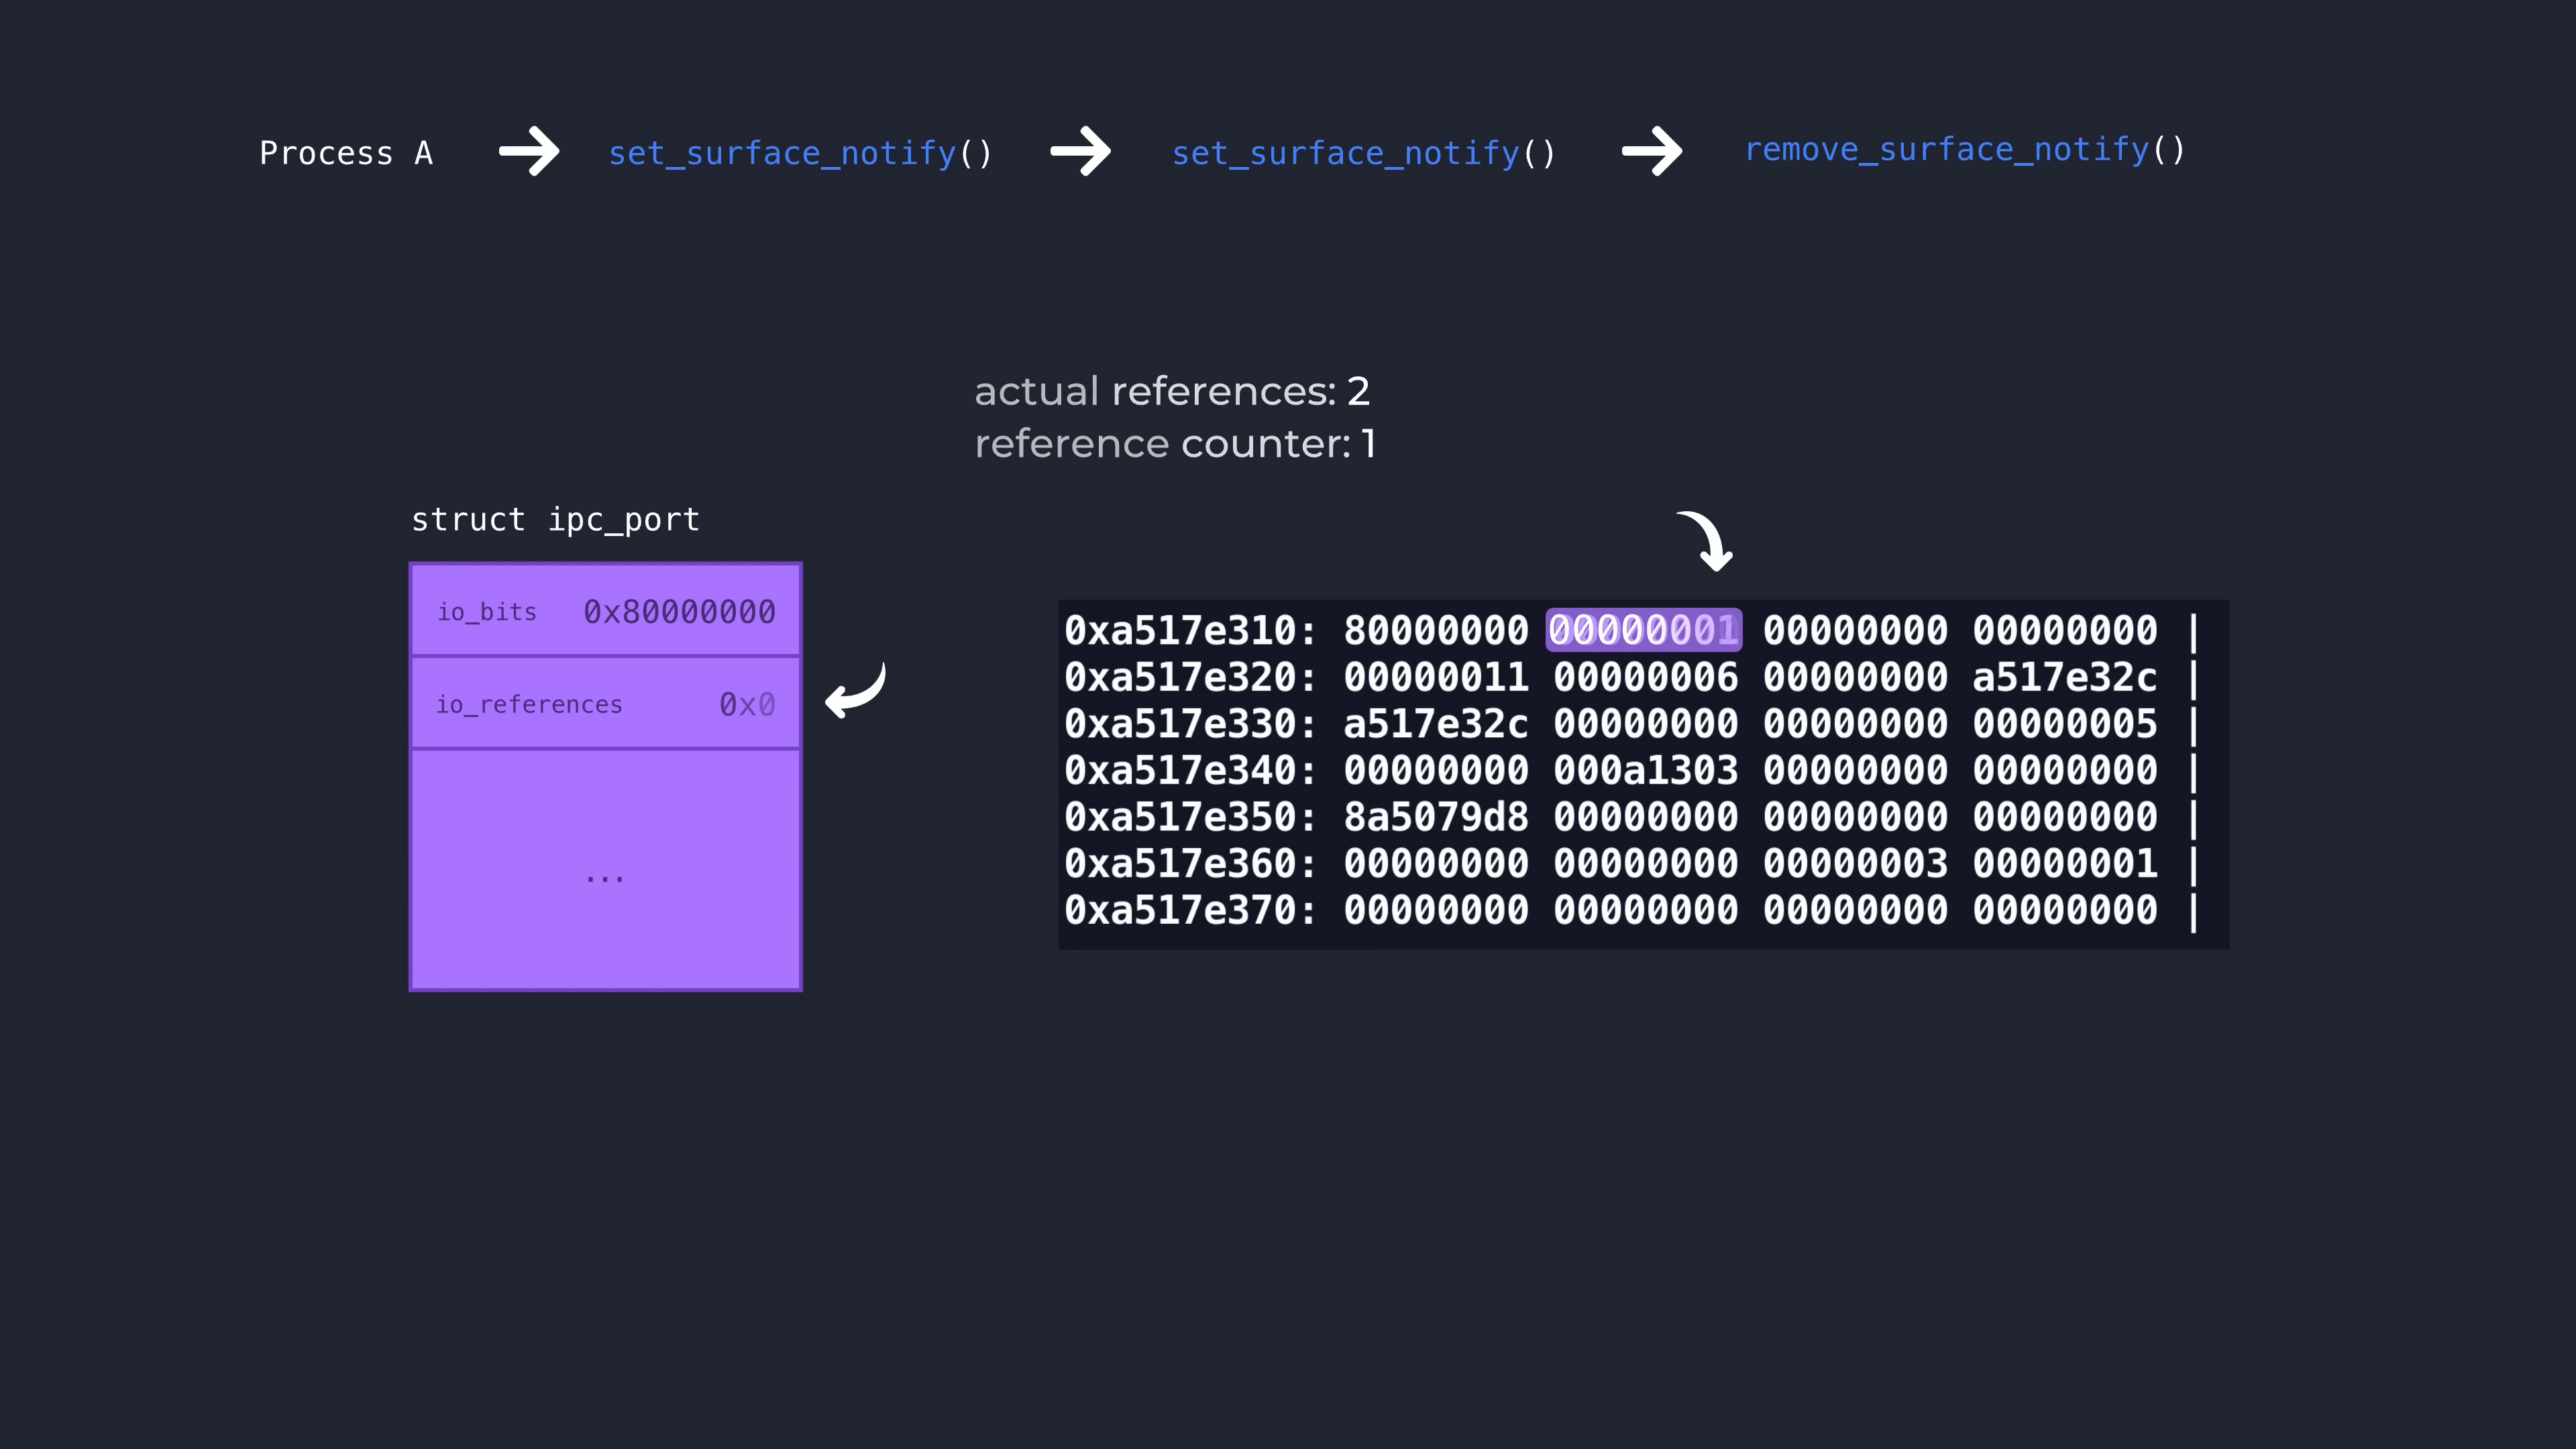 Process A
set_surface_notify()
set_surface_notify()
remove_surface_notify()
actual references: 2
reference counter: 1
struct ipc_port
io_bits 0x80000000
io_references 0x0
...
0xa517e310: 80000000 00000001 00000000 00000000 |
0xa517e320: 00000011 00000006 00000000 a517e32c |
0xa517e330: a517e32c 00000000 00000000 00000005 |
0xa517e340: 00000000 000a1303 00000000 00000000 |
0xa517e350: 8a5079d8 00000000 00000000 00000000 |
0xa517e360: 00000000 00000000 00000003 00000001 |
0xa517e370: 00000000 00000000 00000000 00000000 |